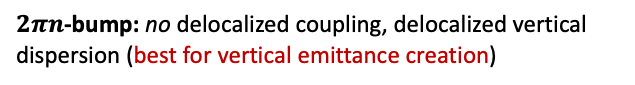 2πn-bump: no delocalized coupling, delocalized vertical
dispersion (best for vertical emittance creation)